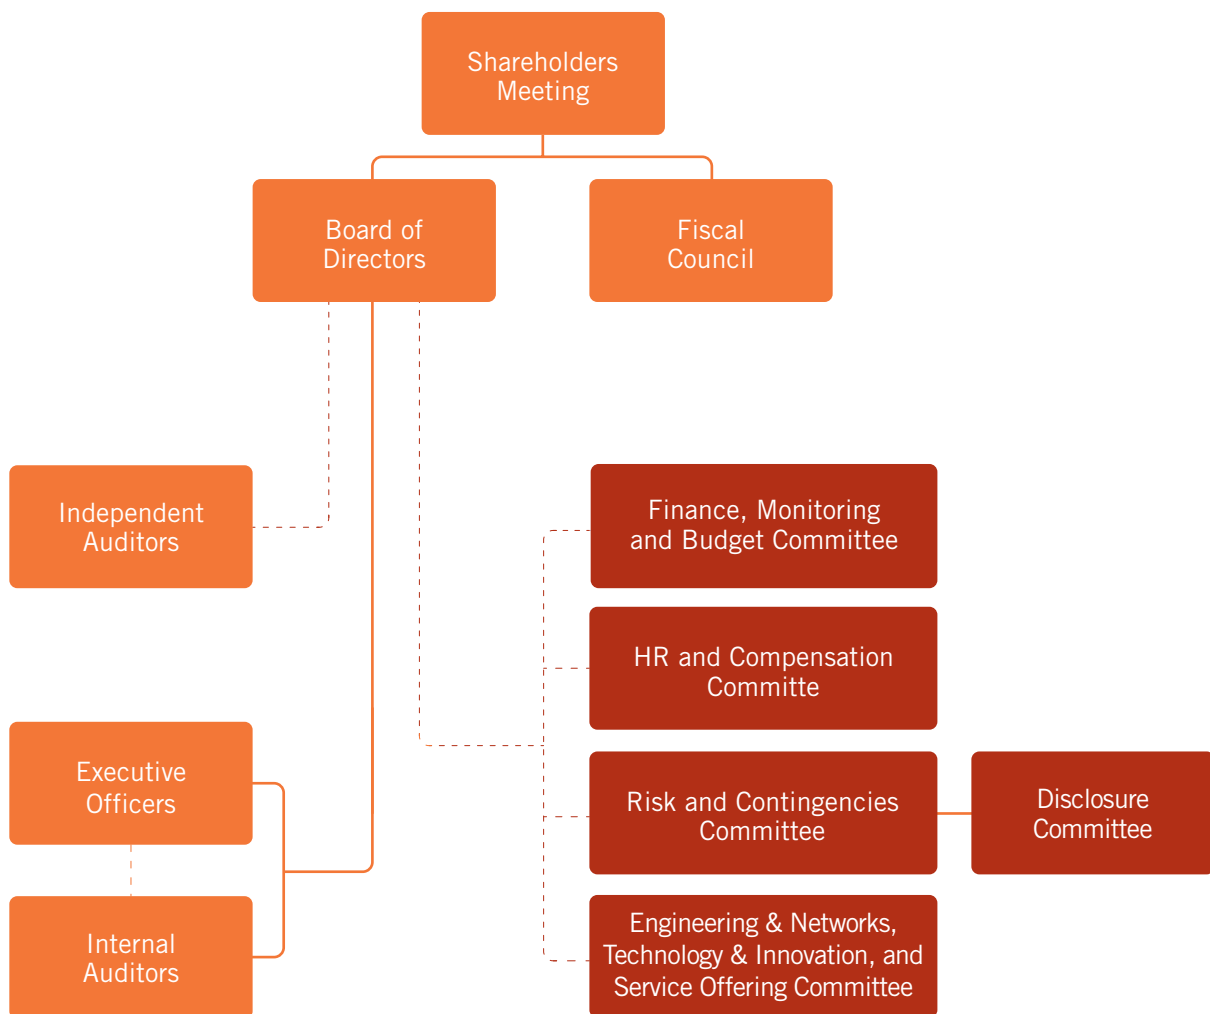 Shareholders
Meeting
Board of
Directors
Fiscal
Council
Independent
Auditors
Finance, Monitoring
and Budget Committee
HR and Compensation
Committe
Executive
Officers
Risk and Contingencies
Committee
Disclosure
Committee
Internal
Auditors
Engineering & Networks,
Technology & Innovation, and
Service Offering Committee